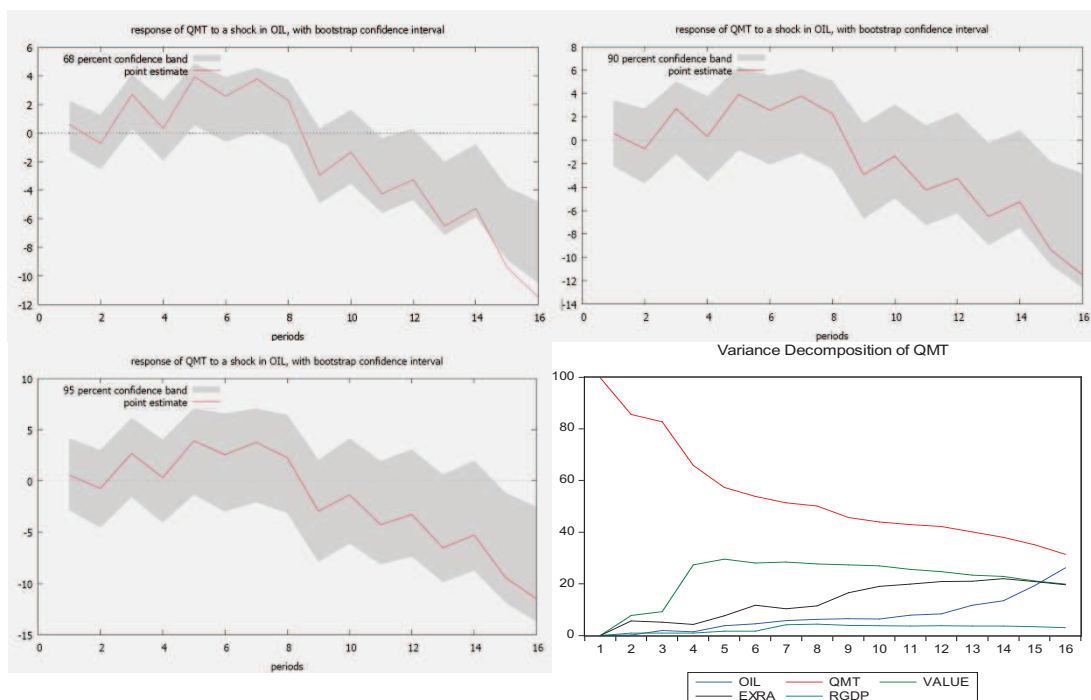 response of QMT to a shock in OIL, with bootstrap confidence interval
68 percent confidence band
point estimate
6
4
2
0
-2
-4
-6
-8
-10
-12
0 2 4 6 8 10 12 14 16
periods
response of QMT to a shock in OIL, with bootstrap confidence interval
90 percent confidence band
point estimate
8
6
4
2
0
-2
-4
-6
-8
-10
-12
-14
0 2 4 6 8 10 12 14 16
periods
response of QMT to a shock in OIL, with bootstrap confidence interval
95 percent confidence band
point estimate
10
5
0
-5
-10
-15
0 2 4 6 8 10 12 14 16
periods
Variance Decomposition of QMT
100
80
60
40
20
0
1 2 3 4 5 6 7 8 9 10 11 12 13 14 15 16
OIL QMT VALUE
EXRA RGDP